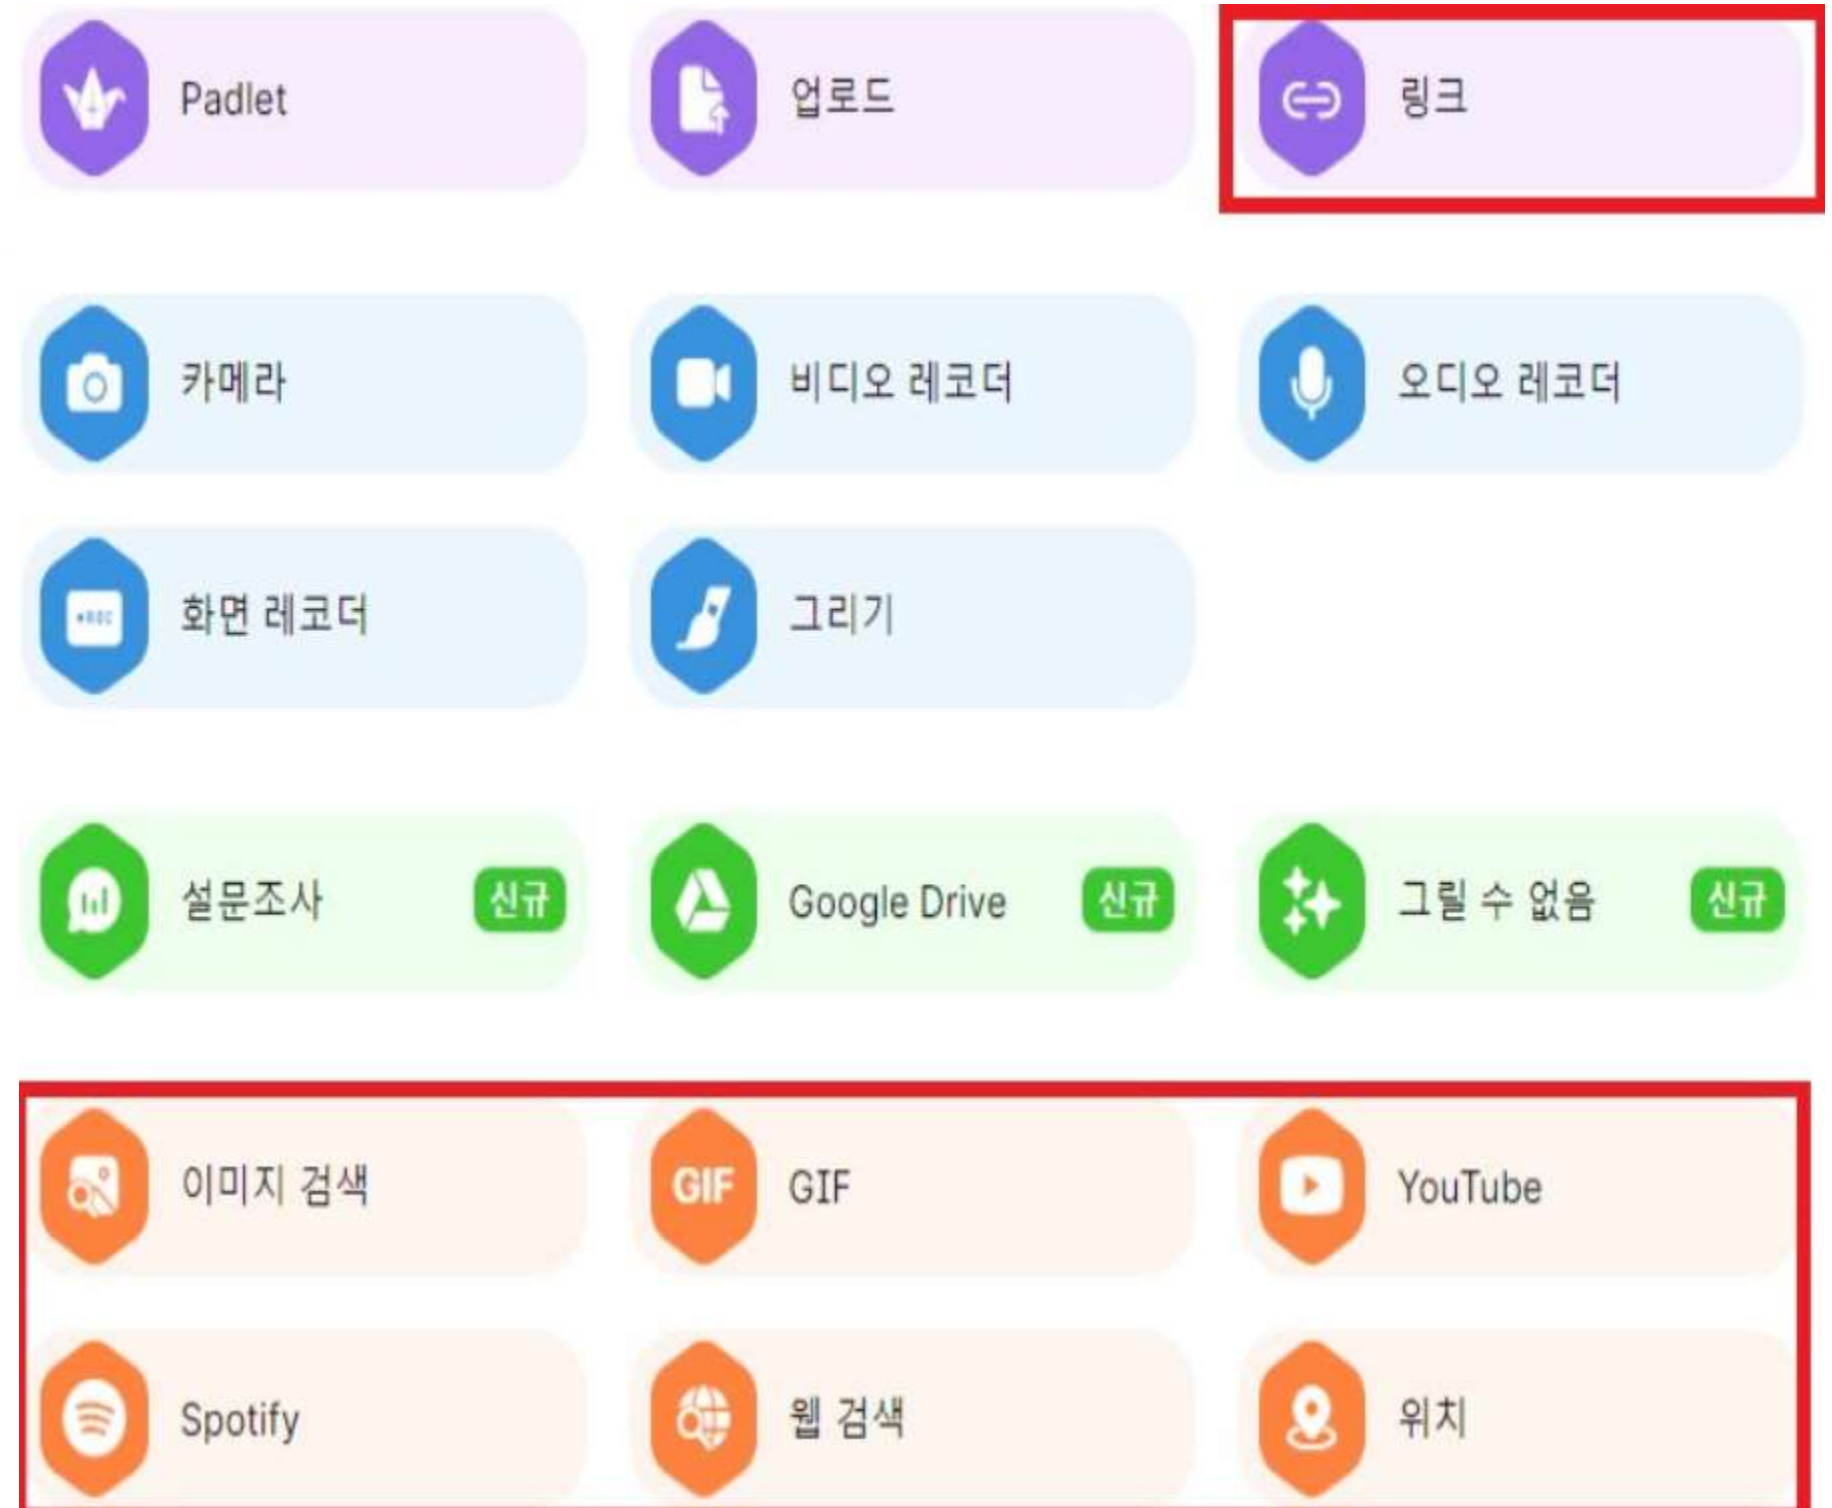 Padlet 업로드 링크
카메라 비디오 레코더 오디오 레코더
화면 레코더 그리기
설문조사 신규 Google Drive 신규 그릴 수 없음 신규
이미지 검색 GIF GIF YouTube
Spotify 웹 검색 위치